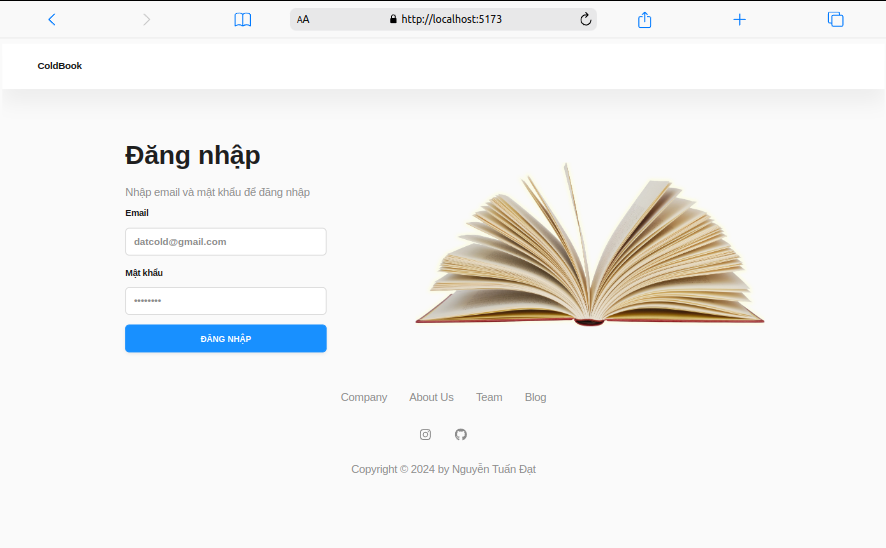 AA http://localhost:5173
ColdBook
Đăng nhập
Nhập email và mật khẩu để đăng nhập
Email
datcold@gmail.com
Mật khẩu
••••••••
ĐĂNG NHẬP
Company About Us Team Blog
Copyright © 2024 by Nguyễn Tuấn Đạt